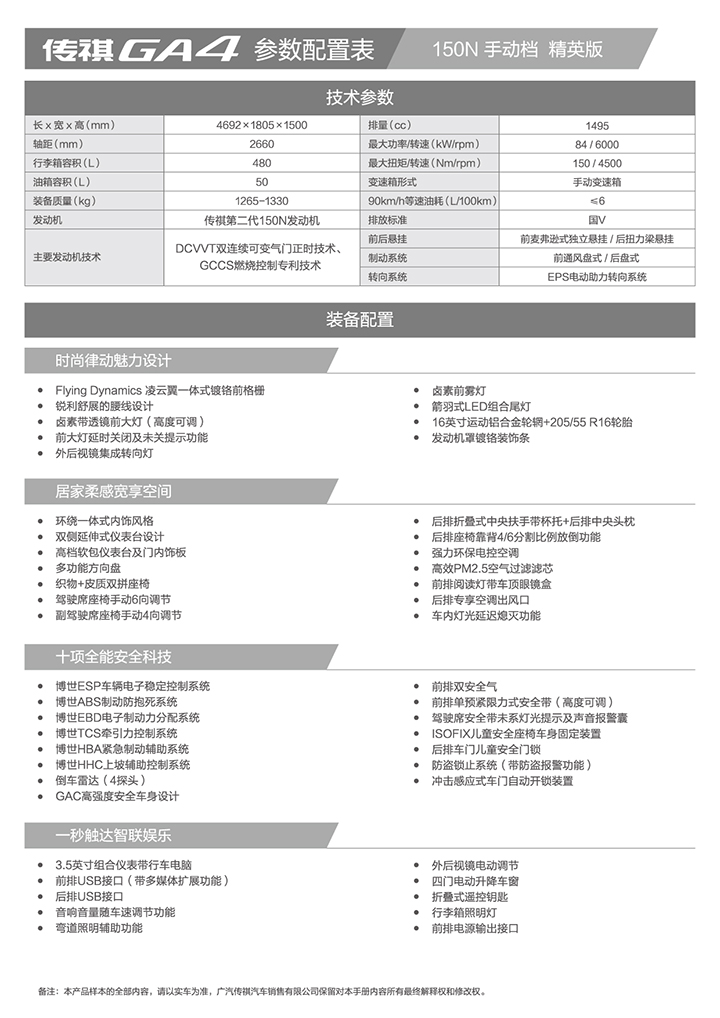 传祺GA4 参数配置表 150N 手动档 精英版
技术参数
长 x 宽 x 高(mm) 4692×1805×1500 排量(cc) 1495
轴距(mm) 2660 最大功率/转速(kW/rpm) 84 / 6000
行李箱容积(L) 480 最大扭矩/转速(Nm/rpm) 150 / 4500
油箱容积(L) 50 变速箱形式 手动变速箱
装备质量(kg) 1265-1330 90km/h等速油耗(L/100km) ≤6
发动机 传祺第二代150N发动机 排放标准 国V
主要发动机技术 DCVVT双连续可变气门正时技术、
GCCS燃烧控制专利技术
前后悬挂 前麦弗逊式独立悬挂 / 后扭力梁悬挂
制动系统 前通风盘式 / 后盘式
转向系统 EPS电动助力转向系统
装备配置
时尚律动魅力设计
Flying Dynamics 凌云翼一体式镀铬前格栅
锐利舒展的腰线设计
卤素带透镜前大灯(高度可调)
前大灯延时关闭及未关提示功能
外后视镜集成转向灯
卤素前雾灯
箭羽式LED组合尾灯
16英寸运动铝合金轮辋+205/55 R16轮胎
发动机罩镀铬装饰条
居家柔感宽享空间
环绕一体式内饰风格
双侧延伸式仪表台设计
高档软包仪表台及门内饰板
多功能方向盘
织物+皮质双拼座椅
驾驶席座椅手动6向调节
副驾驶席座椅手动4向调节
后排折叠式中央扶手带杯托+后排中央头枕
后排座椅靠背4/6分割比例放倒功能
强力环保电控空调
高效PM2.5空气过滤滤芯
前排阅读灯带车顶眼镜盒
后排专享空调出风口
车内灯光延迟熄灭功能
十项全能安全科技
博世ESP车辆电子稳定控制系统
博世ABS制动防抱死系统
博世EBD电子制动力分配系统
博世TCS牵引力控制系统
博世HBA紧急制动辅助系统
博世HHC上坡辅助控制系统
倒车雷达(4探头)
GAC高强度安全车身设计
前排双安全气
前排单预紧限力式安全带(高度可调)
驾驶席安全带未系灯光提示及声音报警囊
ISOFIX儿童安全座椅车身固定装置
后排车门儿童安全门锁
防盗锁止系统(带防盗报警功能)
冲击感应式车门自动开锁装置
一秒触达智联娱乐
3.5英寸组合仪表带行车电脑
前排USB接口(带多媒体扩展功能)
后排USB接口
音响音量随车速调节功能
弯道照明辅助功能
外后视镜电动调节
四门电动升降车窗
折叠式遥控钥匙
行李箱照明灯
前排电源输出接口
备注:本产品样本的全部内容,请以实车为准,广汽传祺汽车销售有限公司保留对本手册内容所有最终解释权和修改权。